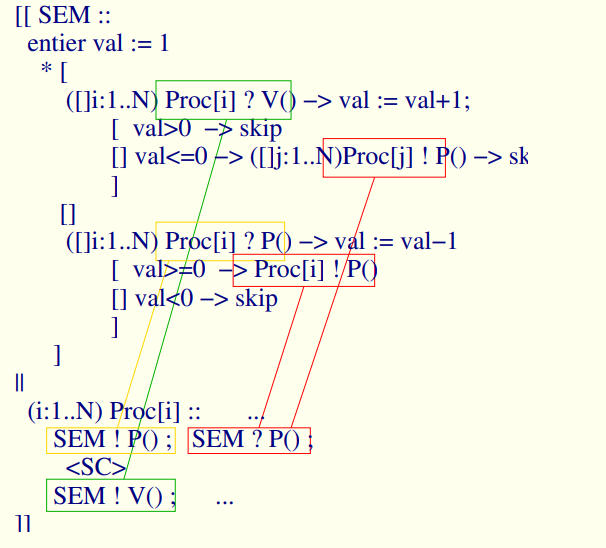 [[ SEM ::
entier val := 1
* [
([]i:1..N) Proc[i] ? V() −> val := val+1;
[ val>0 −> skip
[] val<=0 −> ([]j:1..N)Proc[j] ! P() −> sk
]
[]
([]i:1..N) Proc[i] ? P() −> val := val−1
[ val>=0 −> Proc[i] ! P()
[] val<0 −> skip
]
]
||
(i:1..N) Proc[i] :: ...
SEM ! P() ; SEM ? P() ;
<SC>
SEM ! V() ; ...
]]